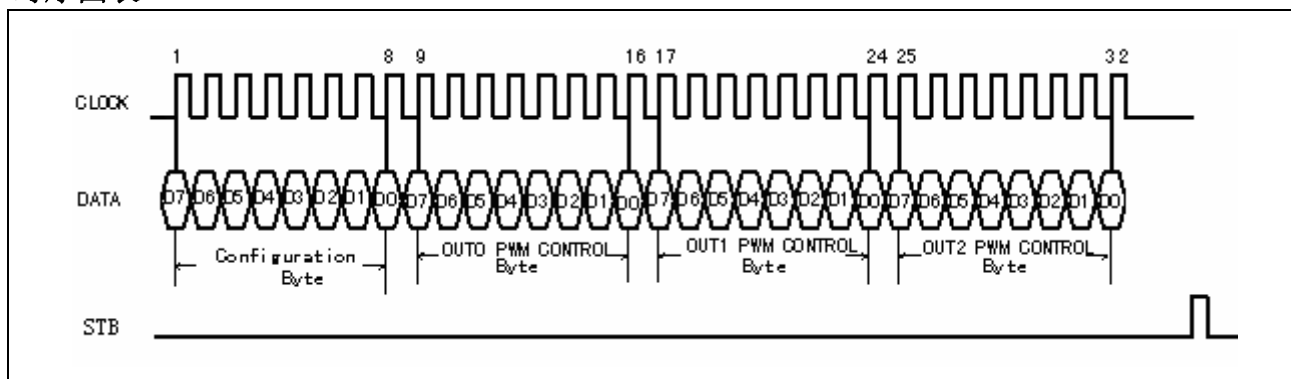 1 8 9 16 17 24 25 32
CLOCK
DATA D7 D6 D5 D4 D3 D2 D1 D0 D7 D6 D5 D4 D3 D2 D1 D0 D7 D6 D5 D4 D3 D2 D1 D0 D7 D6 D5 D4 D3 D2 D1 D0
Configuration Byte
OUT0 PWM CONTROL Byte
OUT1 PWM CONTROL Byte
OUT2 PWM CONTROL Byte
STB